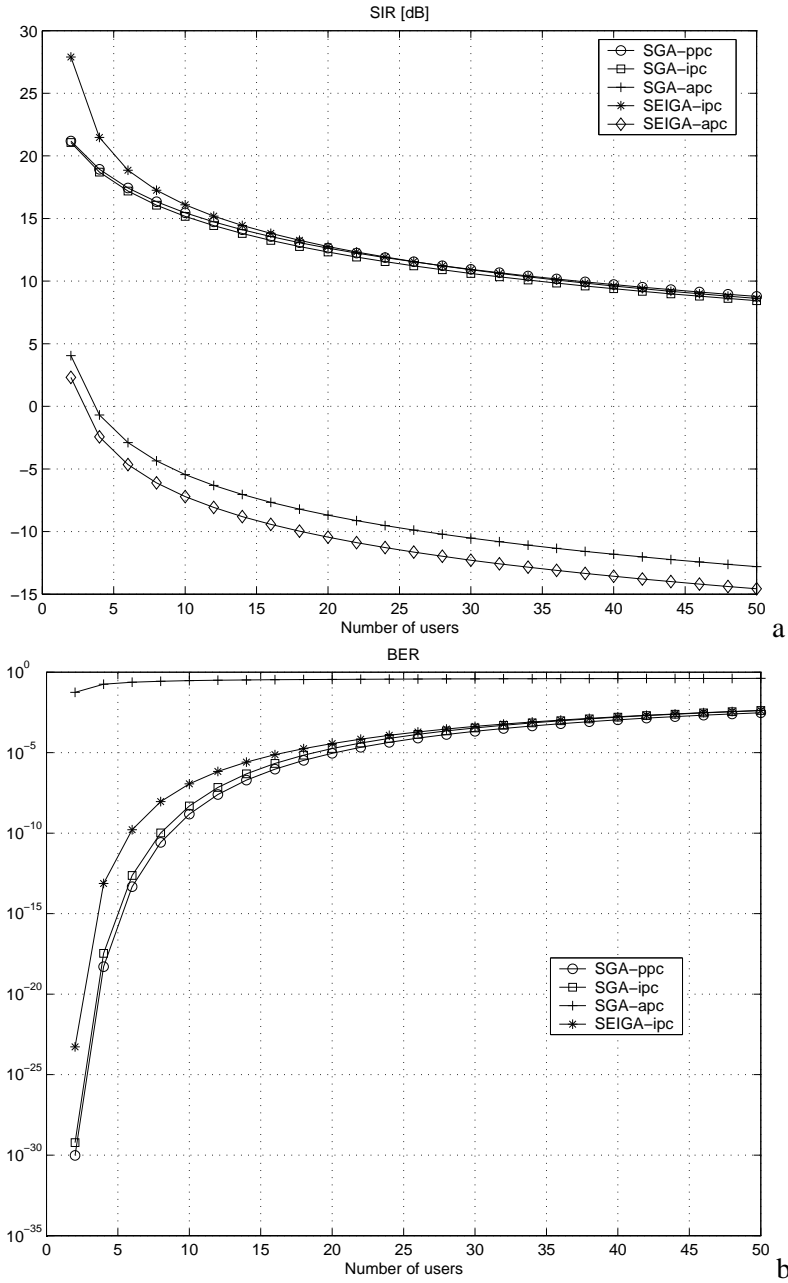 SIR [dB]
30
25
20
15
10
5
0
−5
−10
−15
SGA−ppc
SGA−ipc
SGA−apc
SEIGA−ipc
SEIGA−apc
0 5 10 15 20 25 30 35 40 45 50
Number of users
a
BER
10^0
10^−5
10^−10
10^−15
10^−20
10^−25
10^−30
10^−35
SGA−ppc
SGA−ipc
SGA−apc
SEIGA−ipc
0 5 10 15 20 25 30 35 40 45 50
Number of users
b